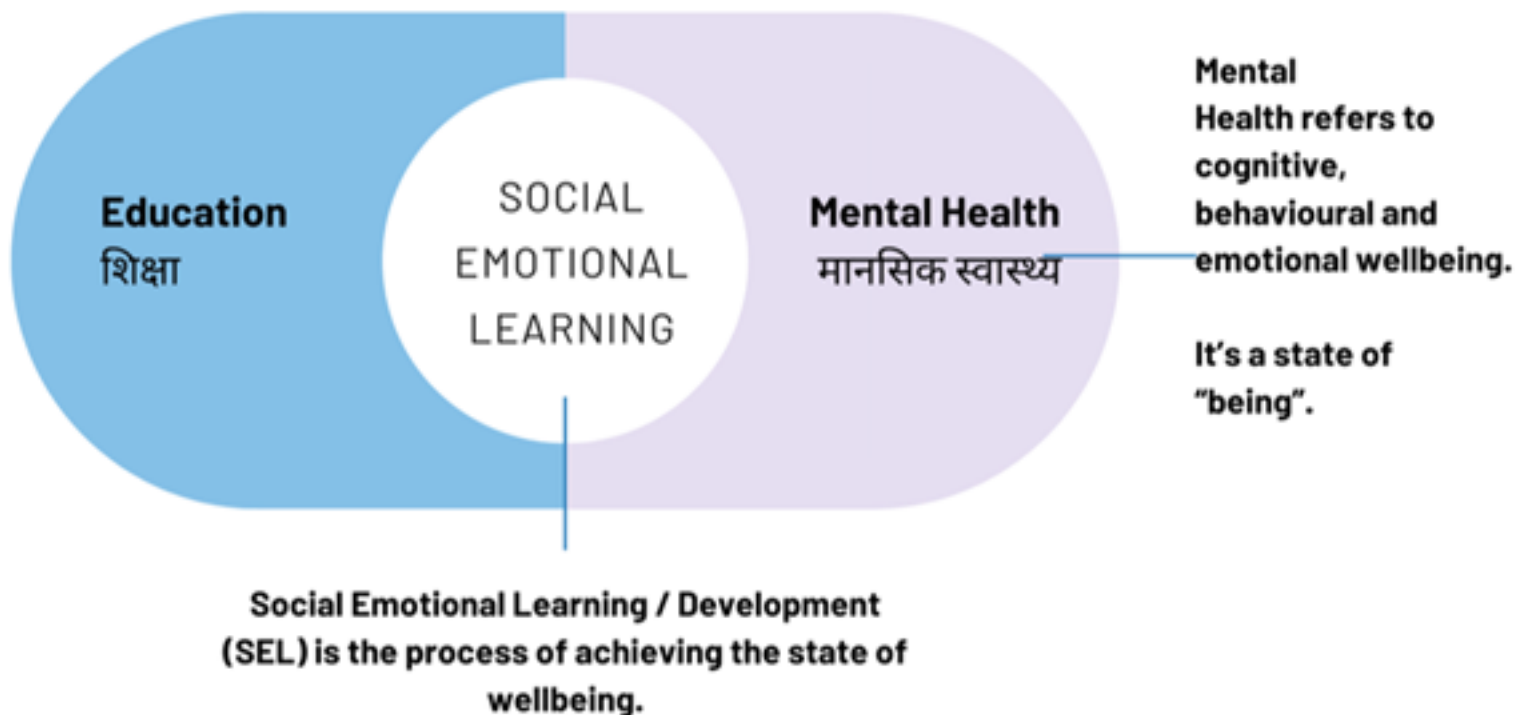 Education
शिक्षा
SOCIAL
EMOTIONAL
LEARNING
Mental Health
मानसिक स्वास्थ्य
Mental
Health refers to
cognitive,
behavioural and
emotional wellbeing.
It’s a state of
“being”.
Social Emotional Learning / Development
(SEL) is the process of achieving the state of
wellbeing.